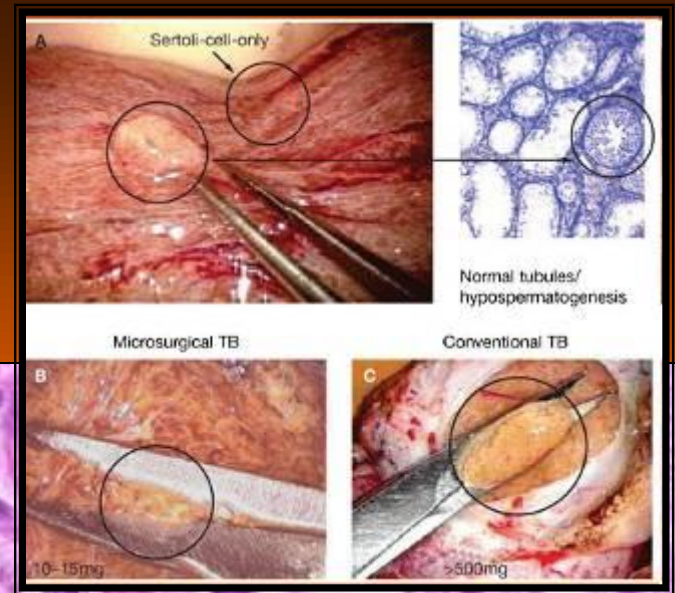 A
Sertoli-cell-only
Normal tubules/
hypospermatogenesis
Microsurgical TB
Conventional TB
B
C
10–15mg
>500mg